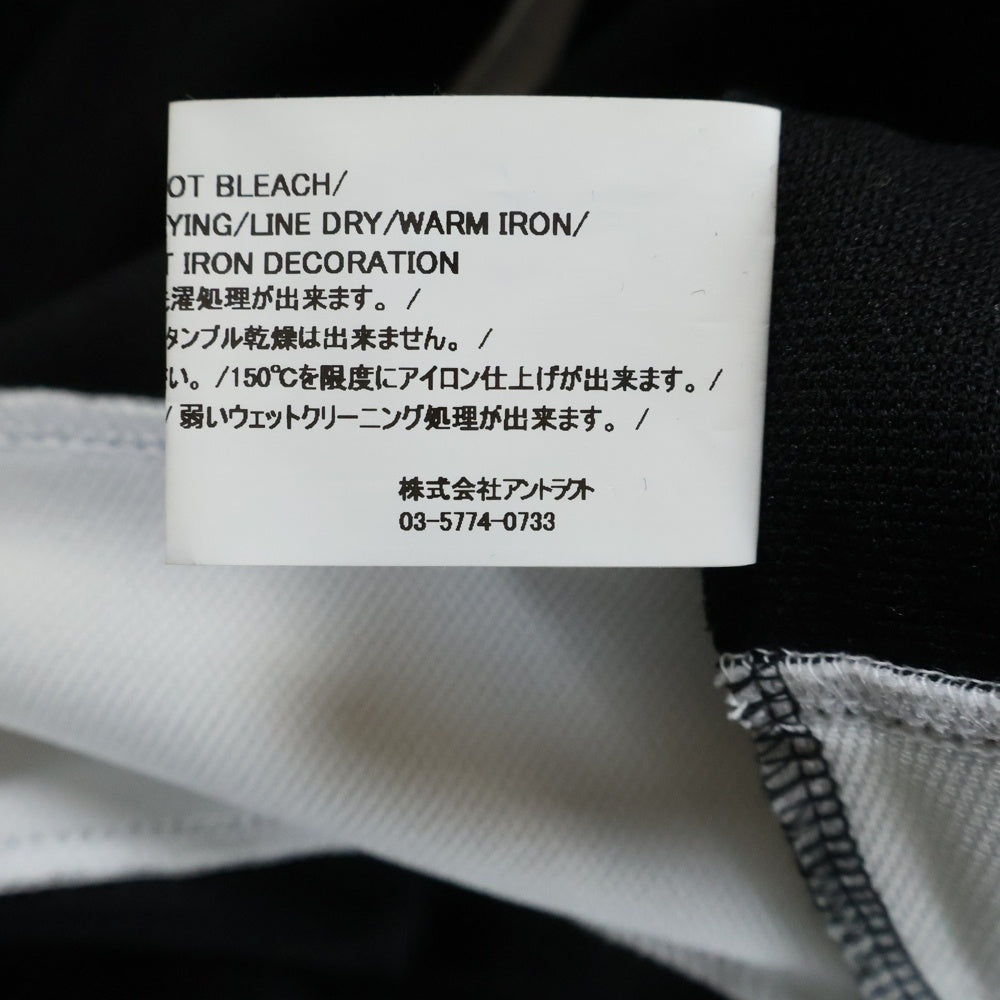 OT BLEACH/
YING/LINE DRY/WARM IRON/
T IRON DECORATION
濯処理が出来ます。 /
タンブル乾燥は出来ません。 /
い。/150℃を限度にアイロン仕上げが出来ます。 /
/ 弱いウェットクリーニング処理が出来ます。 /
株式会社アントラクト
03-5774-0733